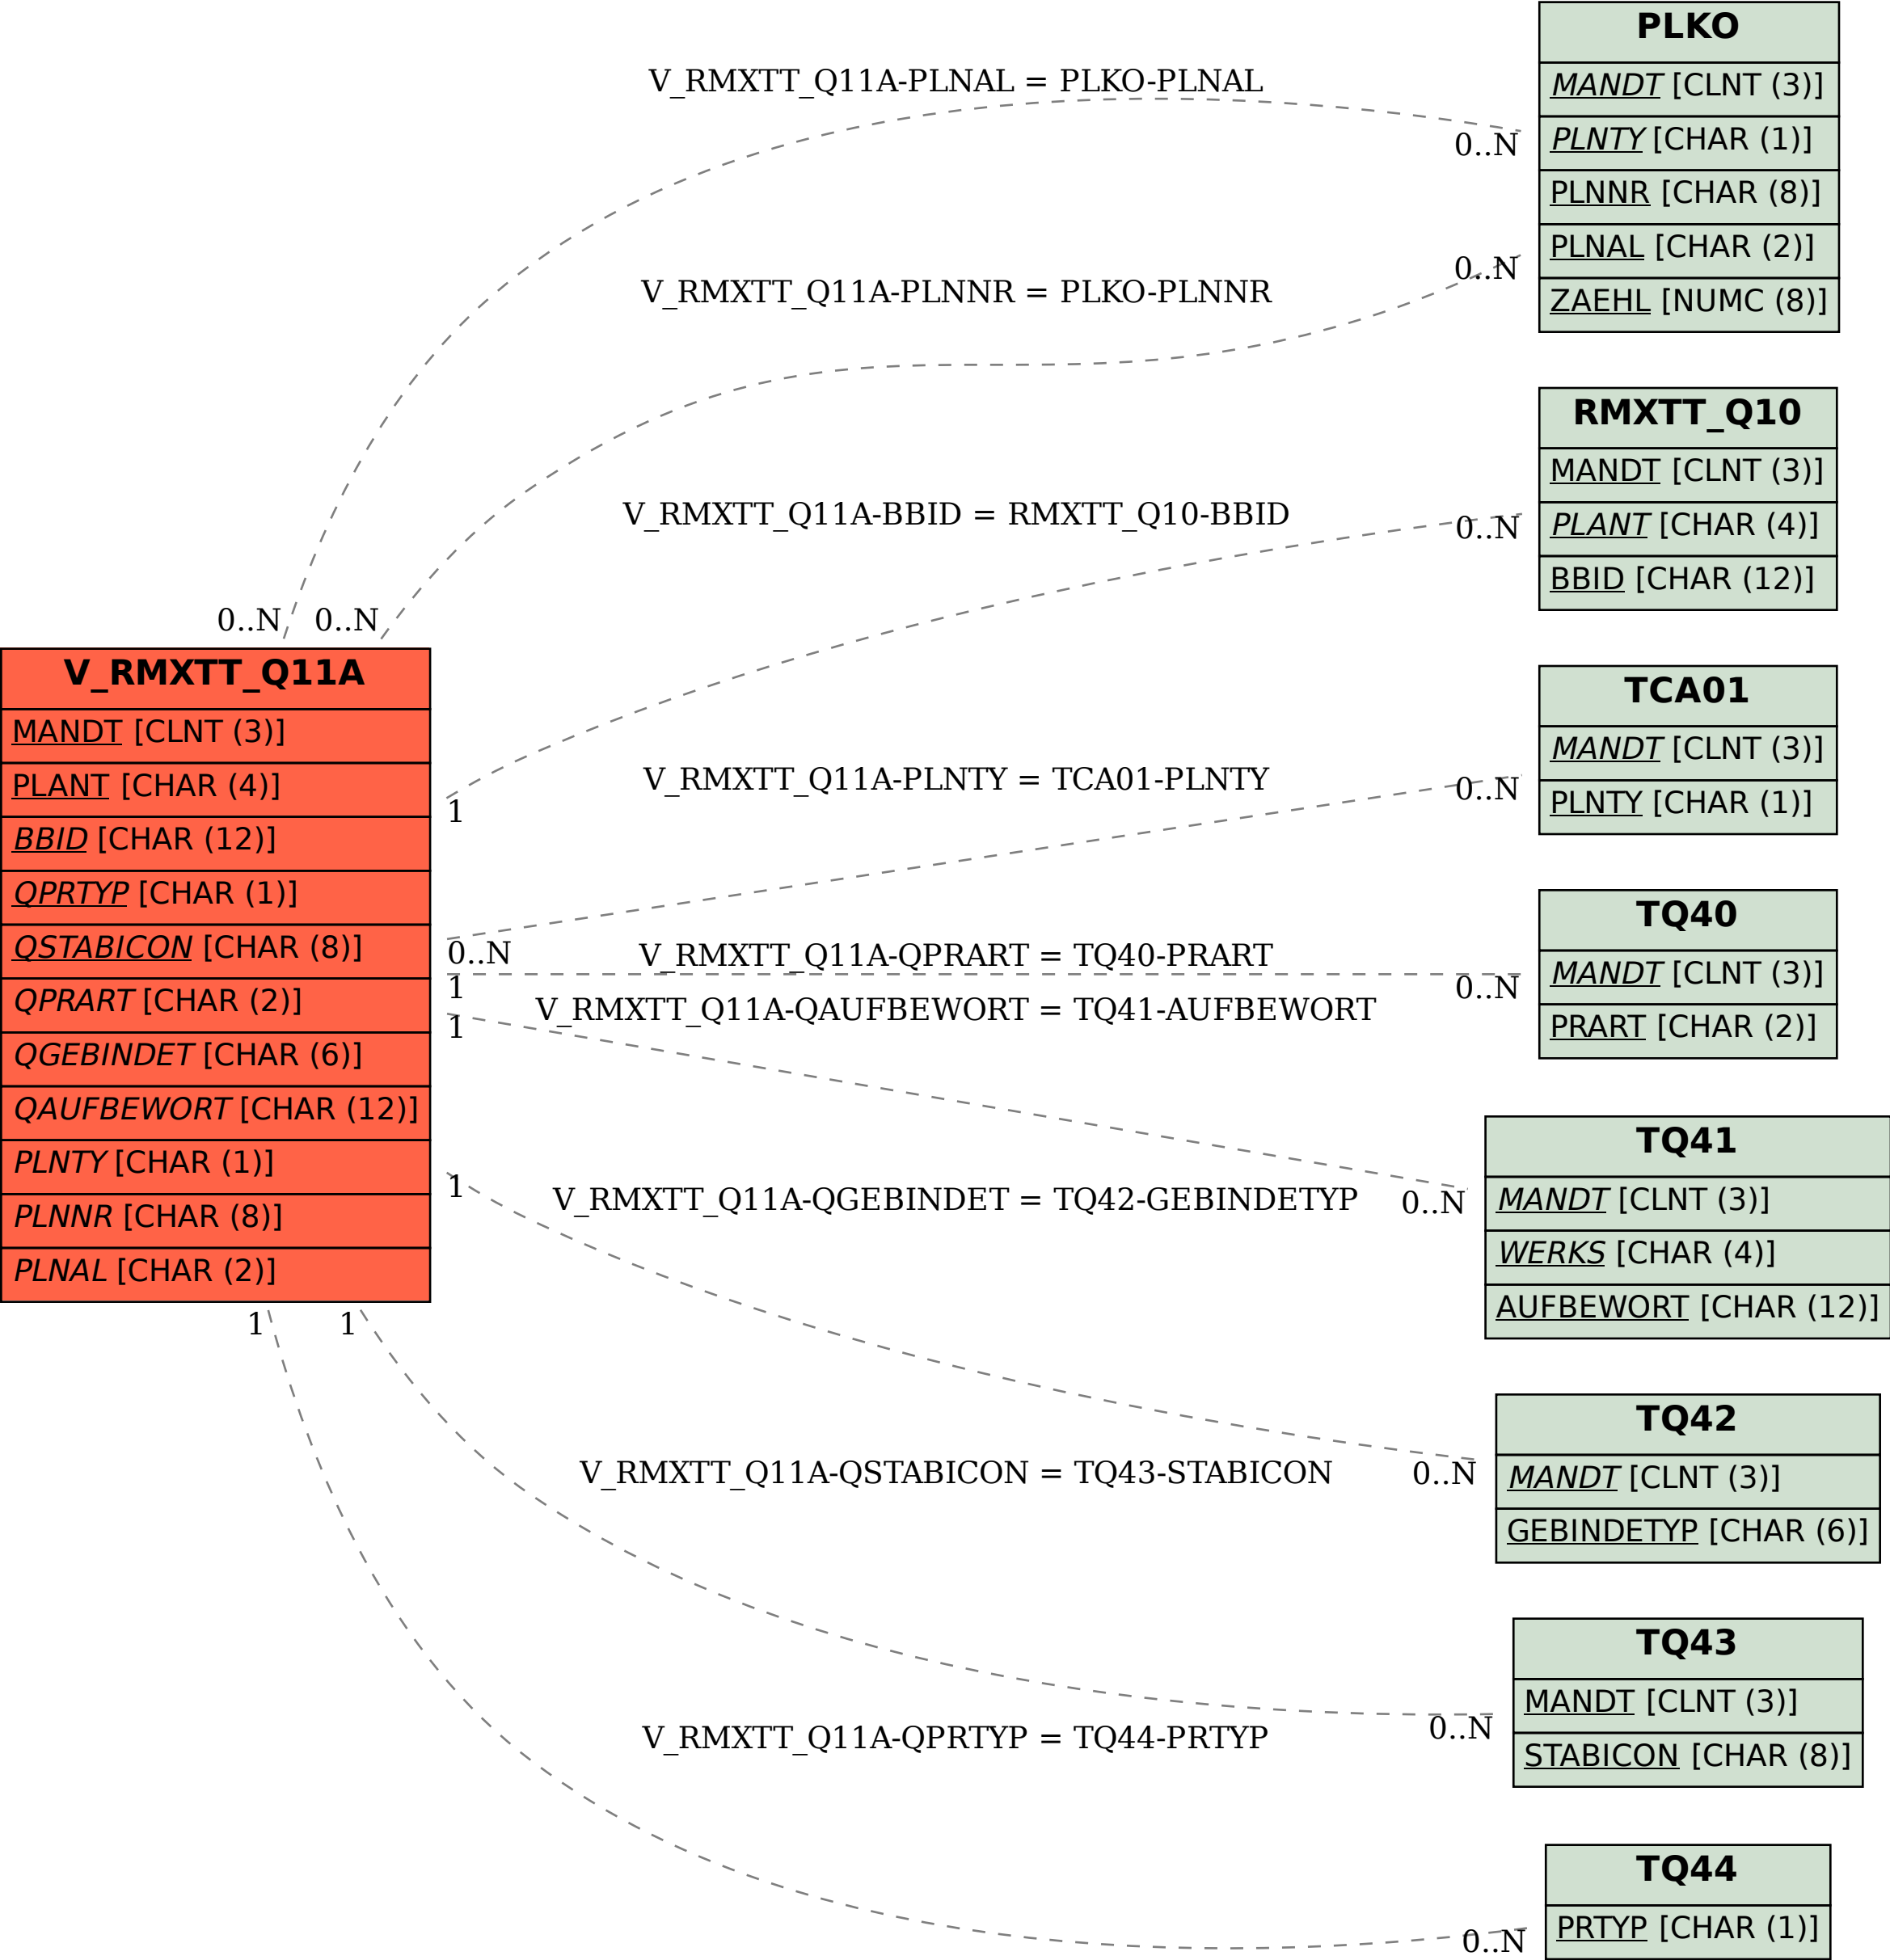 PLKO
MANDT [CLNT (3)]
PLNTY [CHAR (1)]
PLNNR [CHAR (8)]
PLNAL [CHAR (2)]
ZAEHL [NUMC (8)]
V_RMXTT_Q11A-PLNAL = PLKO-PLNAL
0..N
V_RMXTT_Q11A-PLNNR = PLKO-PLNNR
0..N
RMXTT_Q10
MANDT [CLNT (3)]
PLANT [CHAR (4)]
BBID [CHAR (12)]
V_RMXTT_Q11A-BBID = RMXTT_Q10-BBID
0..N
0..N
0..N
V_RMXTT_Q11A
MANDT [CLNT (3)]
PLANT [CHAR (4)]
BBID [CHAR (12)]
QPRTYP [CHAR (1)]
QSTABICON [CHAR (8)]
QPRART [CHAR (2)]
QGEBINDET [CHAR (6)]
QAUFBEWORT [CHAR (12)]
PLNTY [CHAR (1)]
PLNNR [CHAR (8)]
PLNAL [CHAR (2)]
1
TCA01
MANDT [CLNT (3)]
PLNTY [CHAR (1)]
V_RMXTT_Q11A-PLNTY = TCA01-PLNTY
0..N
0..N
TQ40
MANDT [CLNT (3)]
PRART [CHAR (2)]
V_RMXTT_Q11A-QPRART = TQ40-PRART
1
0..N
V_RMXTT_Q11A-QAUFBEWORT = TQ41-AUFBEWORT
1
0..N
TQ41
MANDT [CLNT (3)]
WERKS [CHAR (4)]
AUFBEWORT [CHAR (12)]
V_RMXTT_Q11A-QGEBINDET = TQ42-GEBINDETYP
1
0..N
TQ42
MANDT [CLNT (3)]
GEBINDETYP [CHAR (6)]
1
1
V_RMXTT_Q11A-QSTABICON = TQ43-STABICON
0..N
TQ43
MANDT [CLNT (3)]
STABICON [CHAR (8)]
V_RMXTT_Q11A-QPRTYP = TQ44-PRTYP
0..N
TQ44
PRTYP [CHAR (1)]